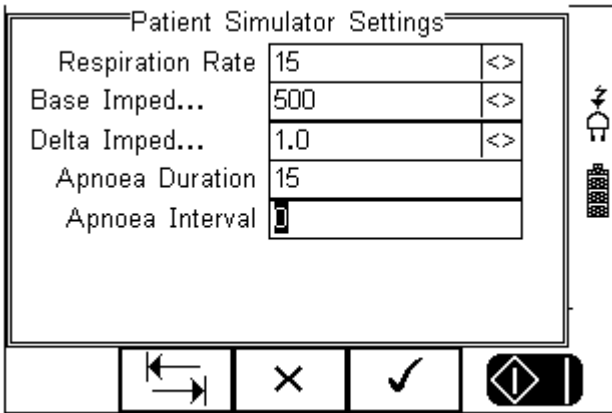 Patient Simulator Settings
Respiration Rate 15 <>
Base Imped... 500 <>
Delta Imped... 1.0 <>
Apnoea Duration 15
Apnoea Interval 0